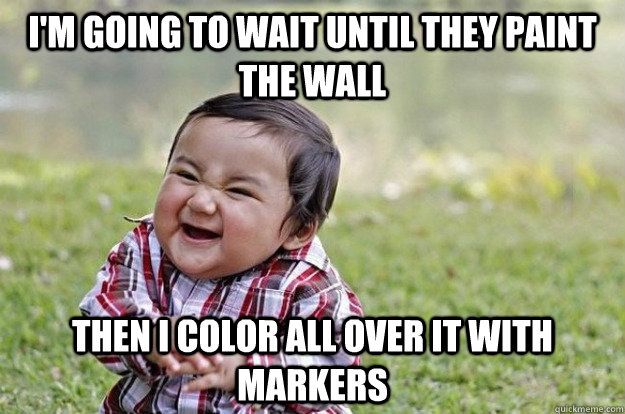 I'M GOING TO WAIT UNTIL THEY PAINT
THE WALL
THEN I COLOR ALL OVER IT WITH
MARKERS
quickmeme.com